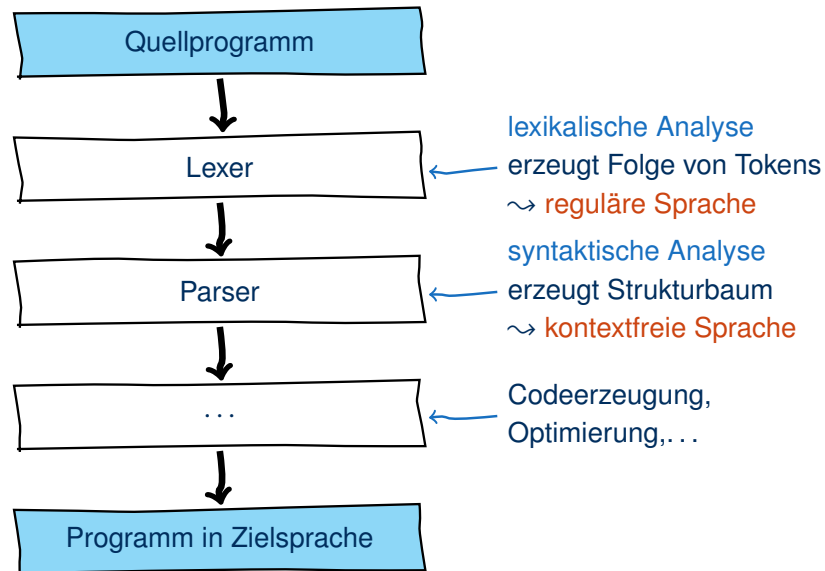 Quellprogramm
lexikalische Analyse
Lexer
erzeugt Folge von Tokens
⤳ reguläre Sprache
syntaktische Analyse
Parser
erzeugt Strukturbaum
⤳ kontextfreie Sprache
...
Codeerzeugung,
Optimierung,...
Programm in Zielsprache